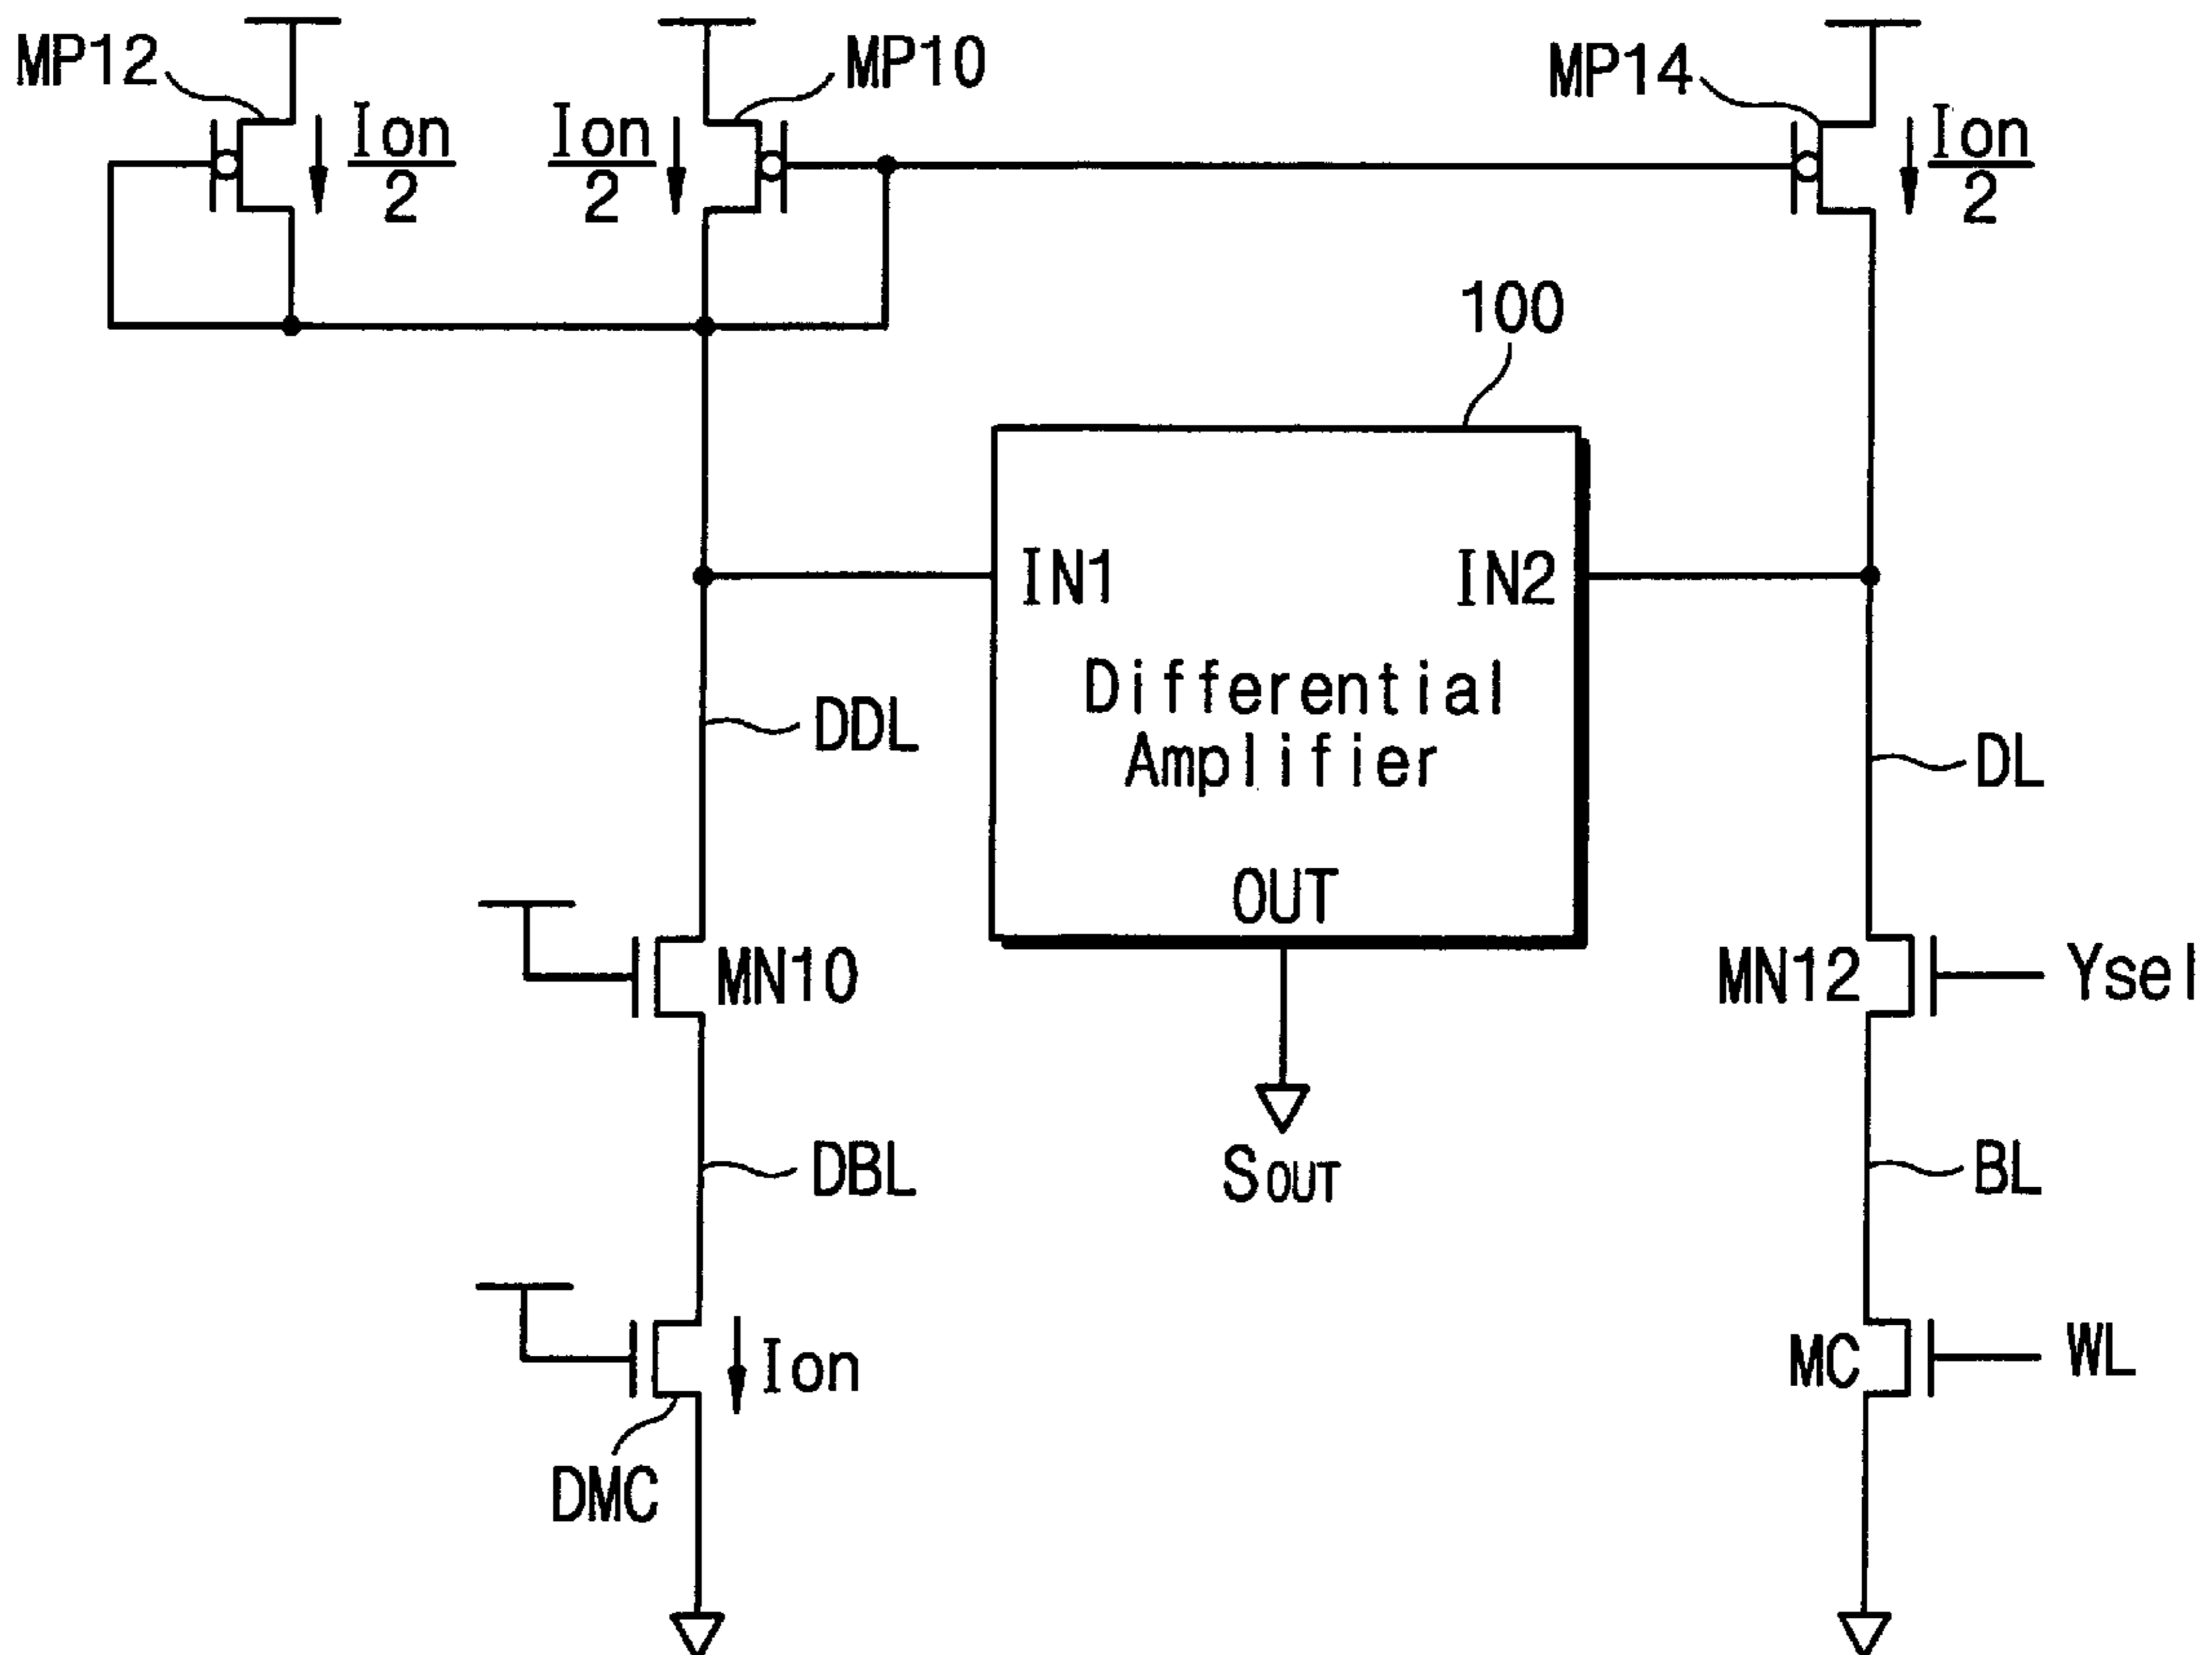 MP12
Ion
2
Ion
2
MP10
MP14
Ion
2
100
IN1
IN2
Differential
Amplifier
OUT
DDL
DL
MN10
MN12
Ysel
DBL
SOUT
BL
Ion
MC
WL
DMC